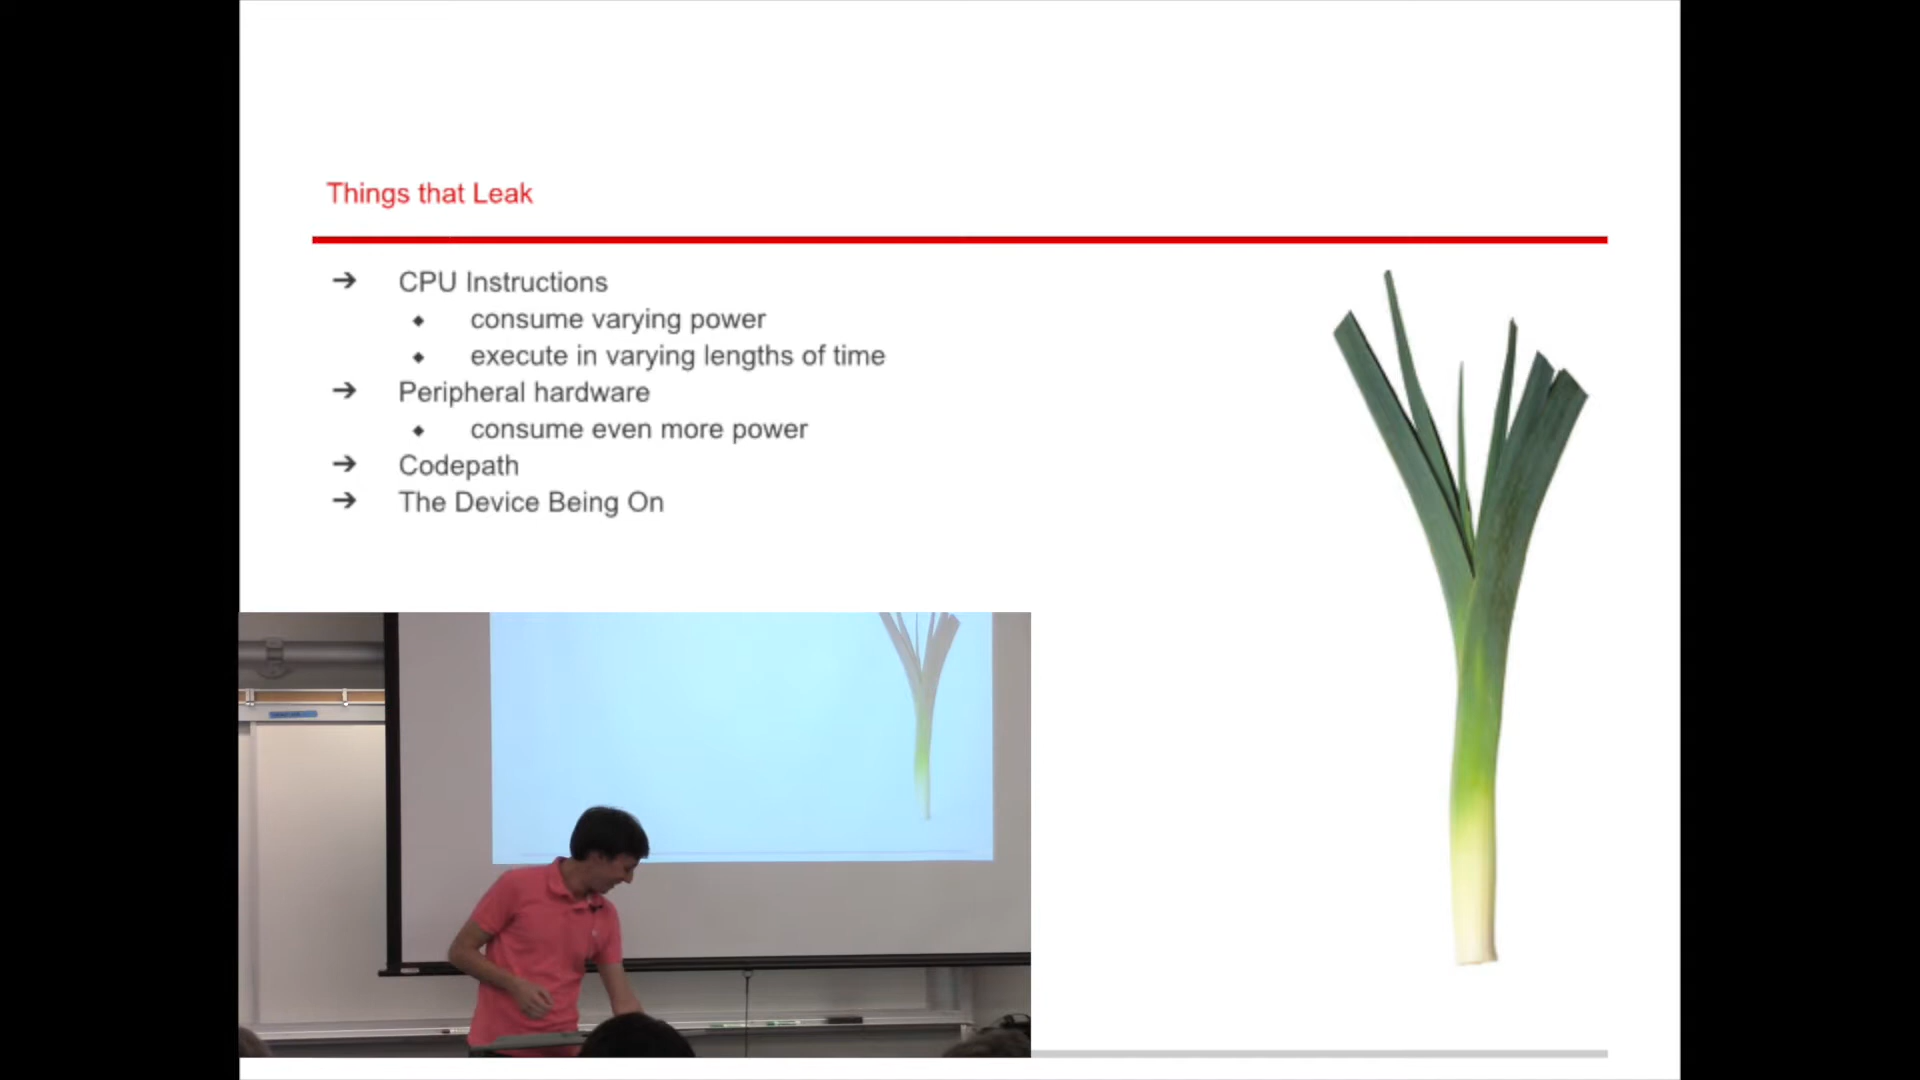 Things that Leak
CPU Instructions
consume varying power
execute in varying lengths of time
Peripheral hardware
consume even more power
Codepath
The Device Being On